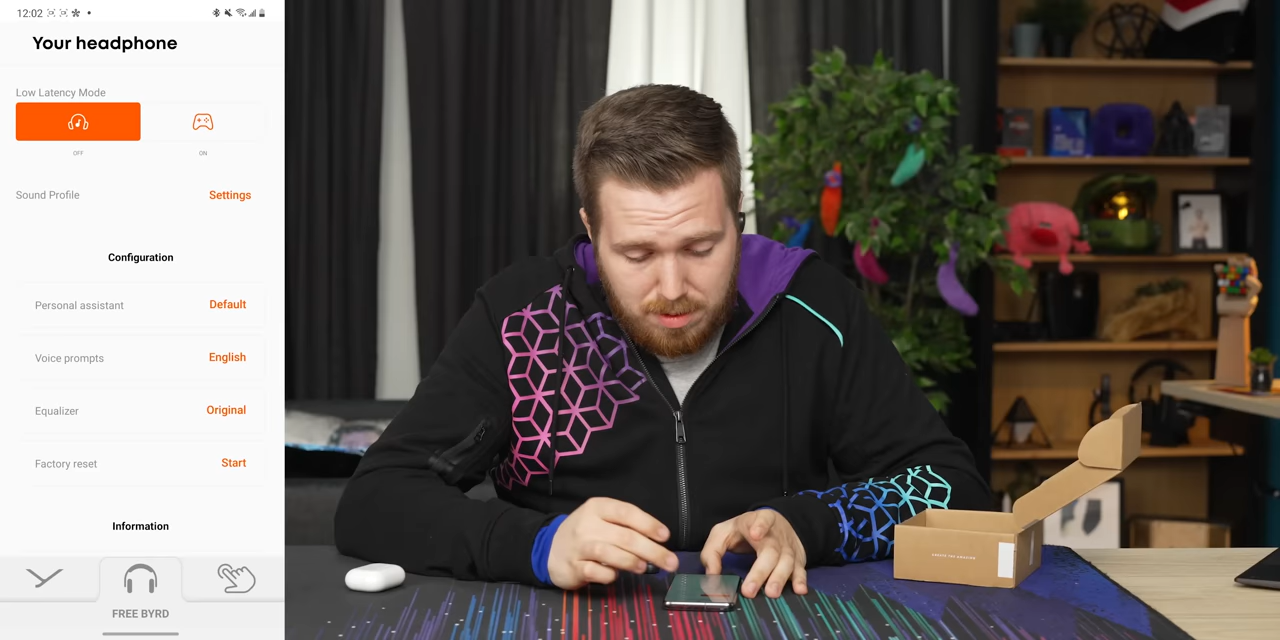 12:02
Your headphone
Low Latency Mode
OFF
ON
Sound Profile
Settings
Configuration
Personal assistant
Default
Voice prompts
English
Equalizer
Original
Factory reset
Start
Information
FREE BYRD